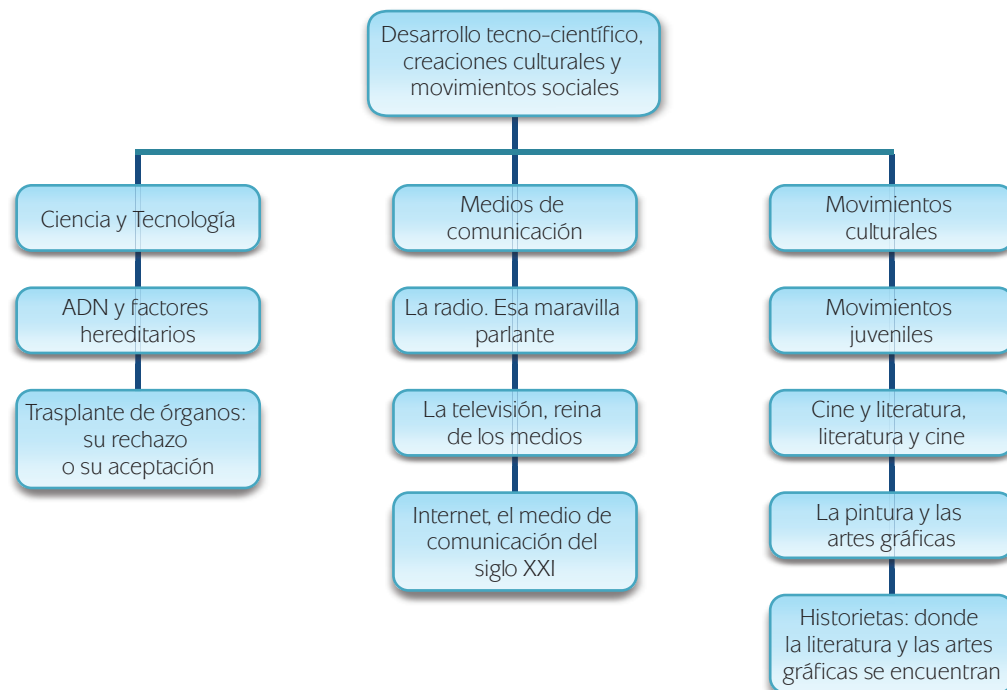 Desarrollo tecno-científico,
creaciones culturales y
movimientos sociales
Ciencia y Tecnología
ADN y factores
hereditarios
Trasplante de órganos:
su rechazo
o su aceptación
Medios de
comunicación
La radio. Esa maravilla
parlante
La televisión, reina
de los medios
Internet, el medio de
comunicación del
siglo XXI
Movimientos
culturales
Movimientos
juveniles
Cine y literatura,
literatura y cine
La pintura y las
artes gráficas
Historietas: donde
la literatura y las artes
gráficas se encuentran